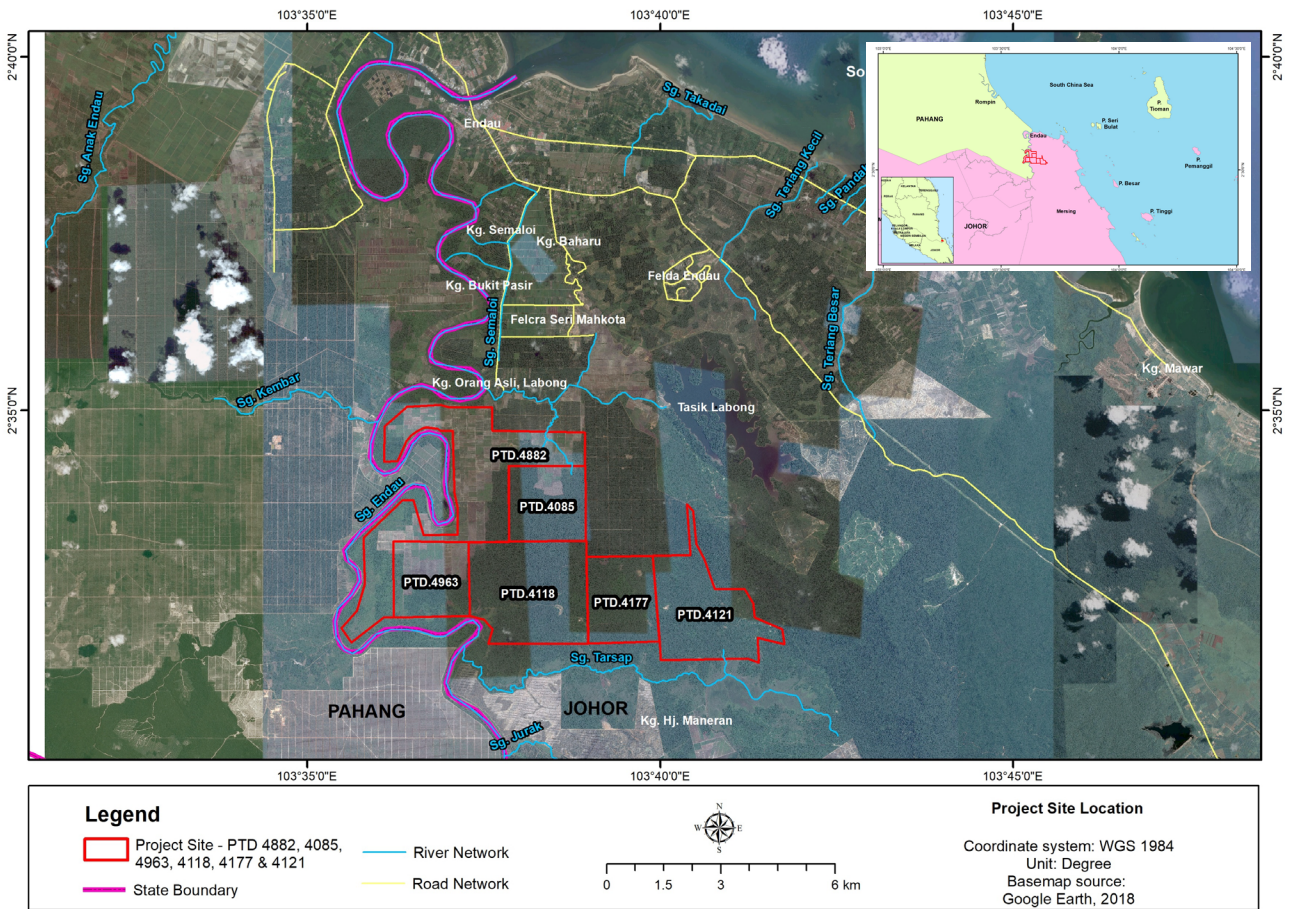 103°35'0"E
103°40'0"E
103°45'0"E
2°40'0"N
2°40'0"N
2°35'0"N
2°35'0"N
So
Sg. Anak Endau
Endau
Sg. Takadai
Sg. Teriang Kecil
Sg. Panda
Kg. Semaloi
Kg. Baharu
Kg. Bukit Pasir
Felda Endau
Sg. Semaloi
Felcra Seri Mahkota
Sg. Teriang Besar
Kg. Mawar
Sg. Kembar
Kg. Orang Asli, Labong
Tasik Labong
PTD.4882
Sg. Endau
PTD.4085
PTD.4963
PTD.4118
PTD.4177
PTD.4121
Sg. Tarsap
PAHANG
JOHOR
Kg. Hj. Maneran
Sg. Jurak
South China Sea
Rompin
P.
Tioman
PAHANG
Endau
P. Seri
Buat
P.
Pemanggil
P. Besar
Mersing
P. Tinggi
JOHOR
103°35'0"E
103°40'0"E
103°45'0"E
Legend
Project Site - PTD 4882, 4085,
4963, 4118, 4177 & 4121
State Boundary
River Network
Road Network
N
W
E
S
0 1.5 3 6 km
Project Site Location
Coordinate system: WGS 1984
Unit: Degree
Basemap source:
Google Earth, 2018